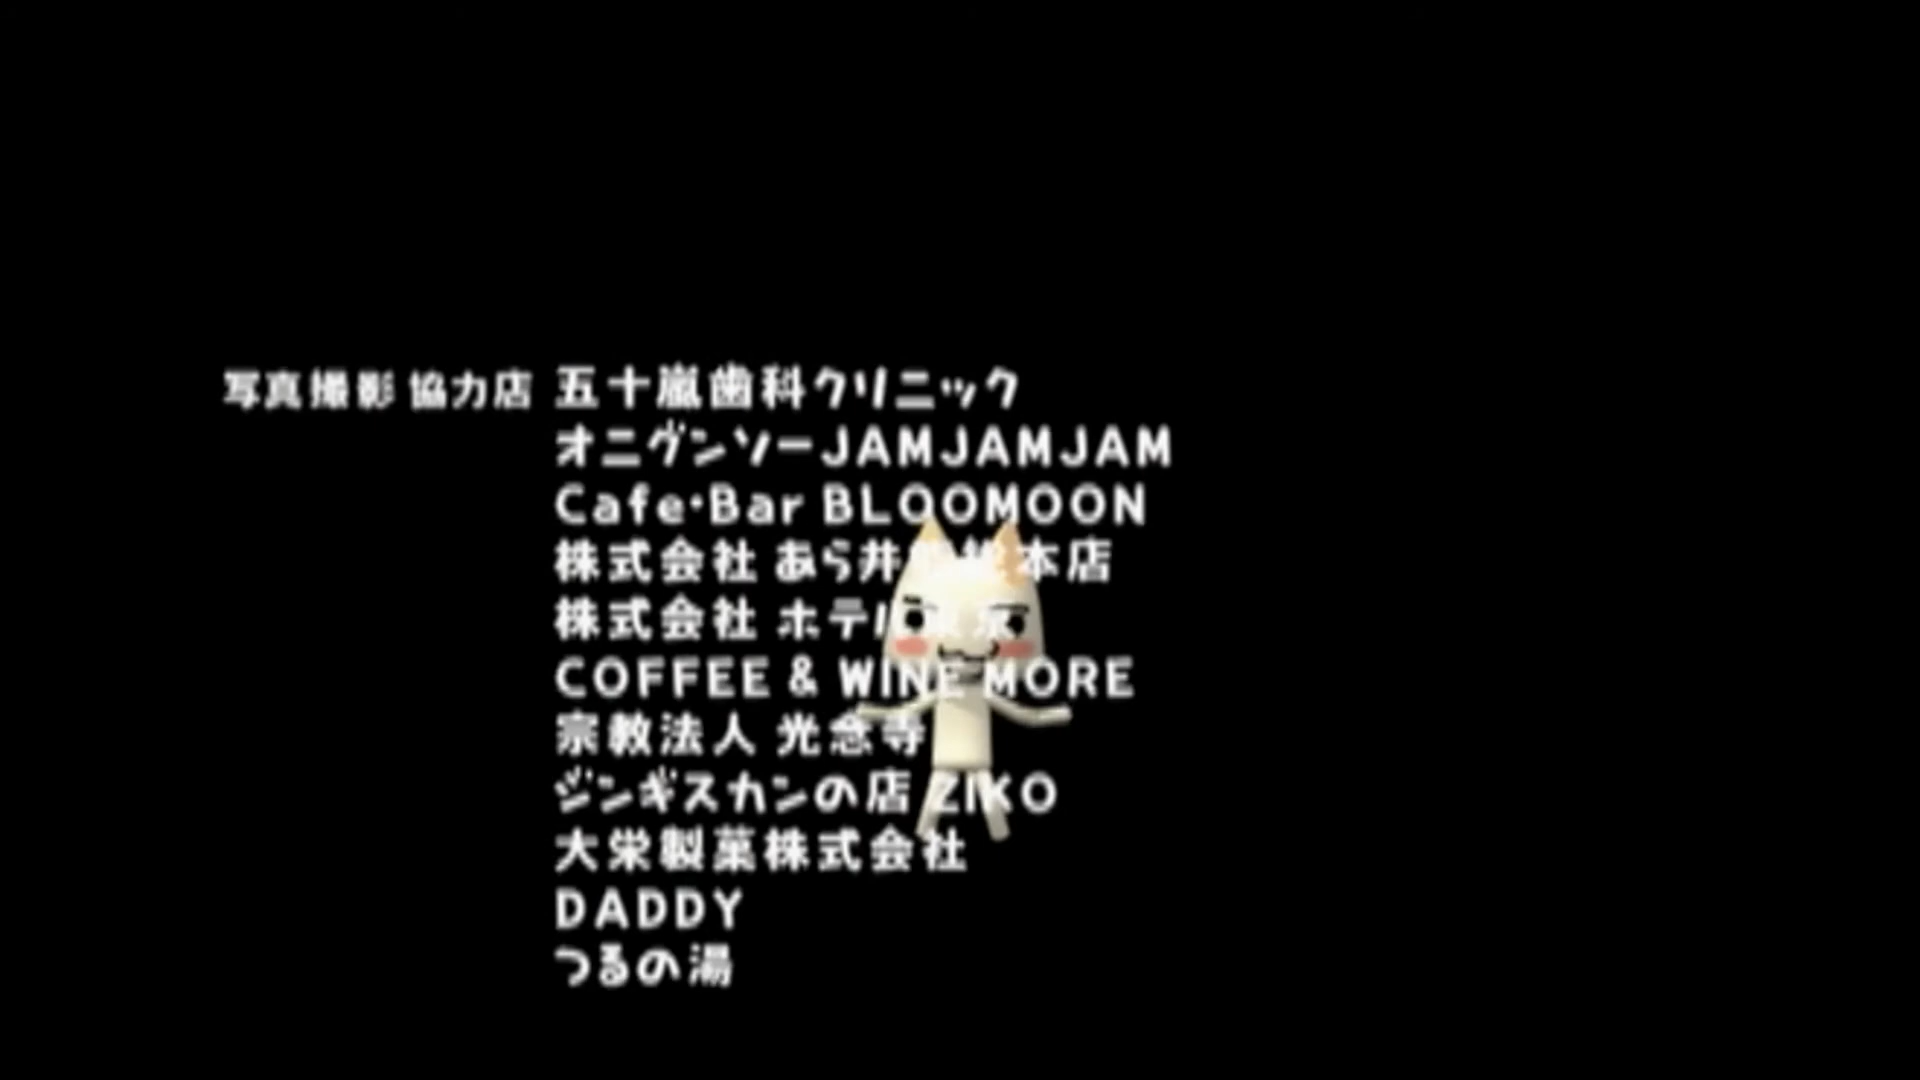 写真撮影 協力店 五十嵐歯科クリニック
オニグンソーJAMJAMJAM
Cafe・Bar BLOOMOON
株式会社 あら井 本店
株式会社 ホテル
COFFEE & WINE MORE
宗教法人 光念寺
ジンギスカンの店 ZIKO
大栄製菓株式会社
DADDY
つるの湯